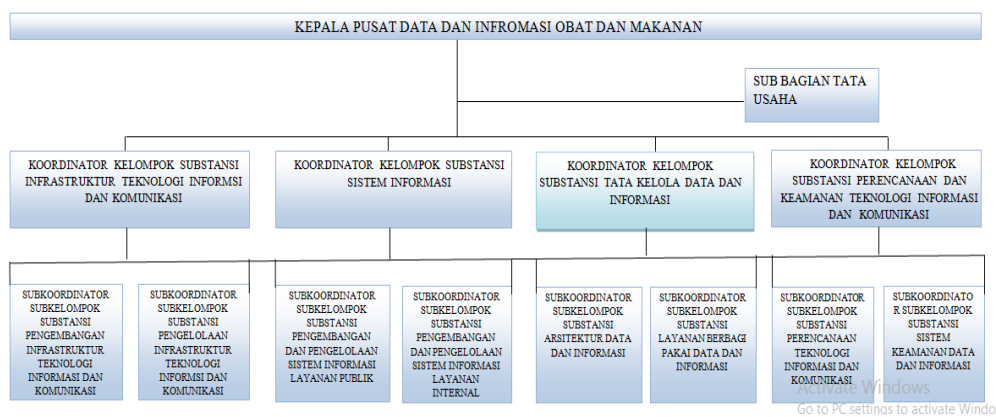 KEPALA PUSAT DATA DAN INFROMASI OBAT DAN MAKANAN
SUB BAGIAN TATA
USAHA
KOORDINATOR KELOMPOK SUBSTANSI
INFRASTRUKTUR TEKNOLOGI INFORMSI
DAN KOMUNIKASI
KOORDINATOR KELOMPOK SUBSTANSI
SISTEM INFORMASI
KOORDINATOR KELOMPOK
SUBSTANSI TATA KELOLA DATA DAN
INFORMASI
KOORDINATOR KELOMPOK
SUBSTANSI PERENCANAAN DAN
KEAMANAN TEKNOLOGI INFORMASI
DAN KOMUNIKASI
SUBKOORDINATOR
SUBKELOMPOK
SUBSTANSI
PENGEMBANGAN
INFRASTRUKTUR
TEKNOLOGI
INFORMASI DAN
KOMUNIKASI
SUBKOORDINATOR
SUBKELOMPOK
SUBSTANSI
PENGELOLAAN
INFRASTRUKTUR
TEKNOLOGI
INFORMSI DAN
KOMUNIKASI
SUBKOORDINATOR
SUBKELOMPOK
SUBSTANSI
PENGEMBANGAN
DAN PENGELOLAAN
SISTEM INFORMASI
LAYANAN PUBLIK
SUBKOORDINATOR
SUBKELOMPOK
SUBSTANSI
PENGEMBANGAN
DAN PENGELOLAAN
SISTEM INFORMASI
LAYANAN
INTERNAL
SUBKOORDINATOR
SUBKELOMPOK
SUBSTANSI
ARSITEKTUR DATA
DAN INFORMASI
SUBKOORDINATOR
SUBKELOMPOK
SUBSTANSI
LAYANAN BERBAGI
PAKAI DATA DAN
INFORMASI
SUBKOORDINATOR
SUBKELOMPOK
SUBSTANSI
PERENCANAAN
TEKNOLOGI
INFORMASI DAN
KOMUNIKASI
SUBKOORDINATO
R SUBKELOMPOK
SUBSTANSI
SISTEM
KEAMANAN DATA
DAN INFORMASI
Activate Windows
Go to PC settings to activate Windo